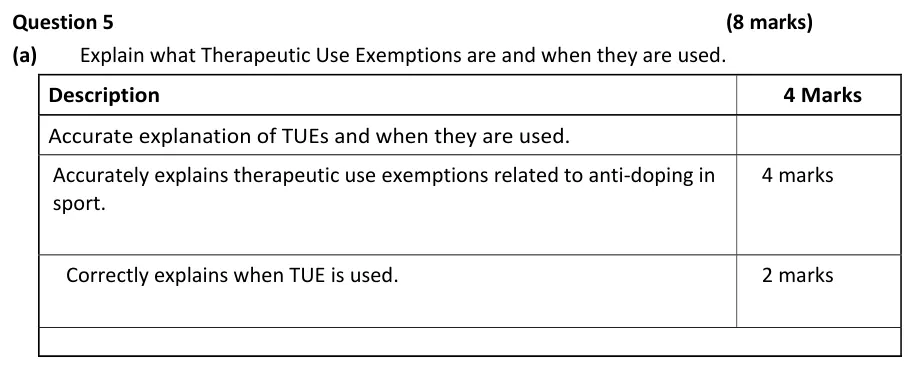 Question 5 (8 marks)
(a) Explain what Therapeutic Use Exemptions are and when they are used.
Description 4 Marks
Accurate explanation of TUEs and when they are used.
Accurately explains therapeutic use exemptions related to anti-doping in 4 marks
sport.
Correctly explains when TUE is used. 2 marks